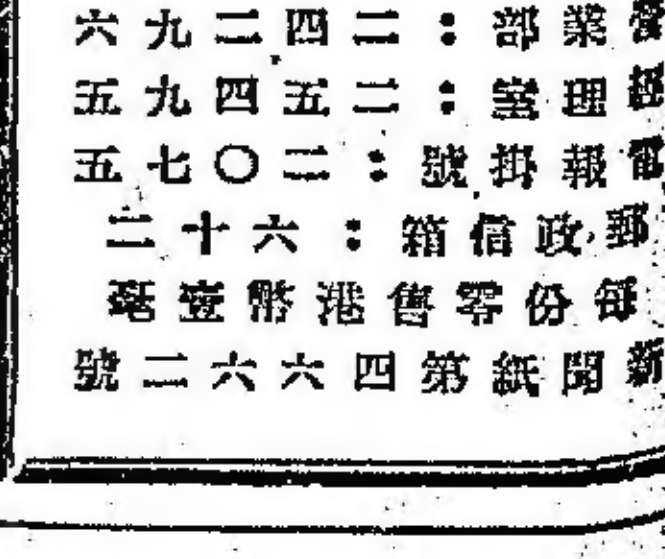 營業部：二四二九六
經理室：二五四九五
電報掛號：二〇七五
郵政信箱：六十二
每份零售港幣壹毫
新聞紙第四六六二號